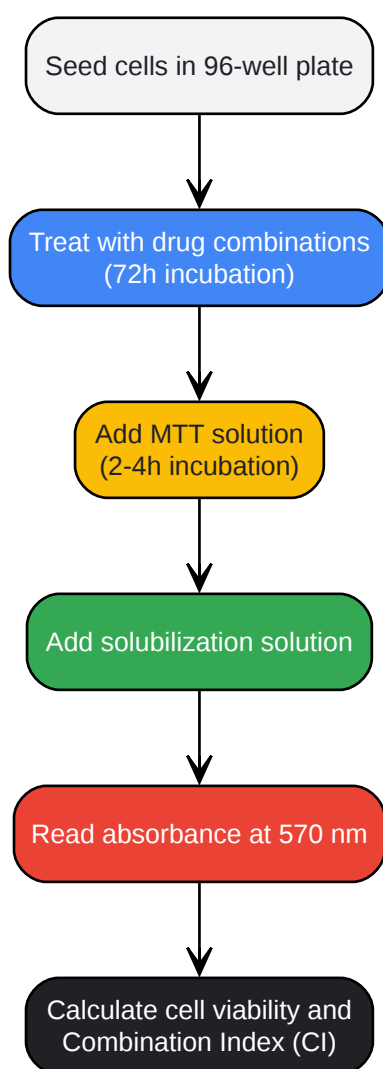 Seed cells in 96-well plate
Treat with drug combinations
(72h incubation)
Add MTT solution
(2-4h incubation)
Add solubilization solution
Read absorbance at 570 nm
Calculate cell viability and
Combination Index (CI)